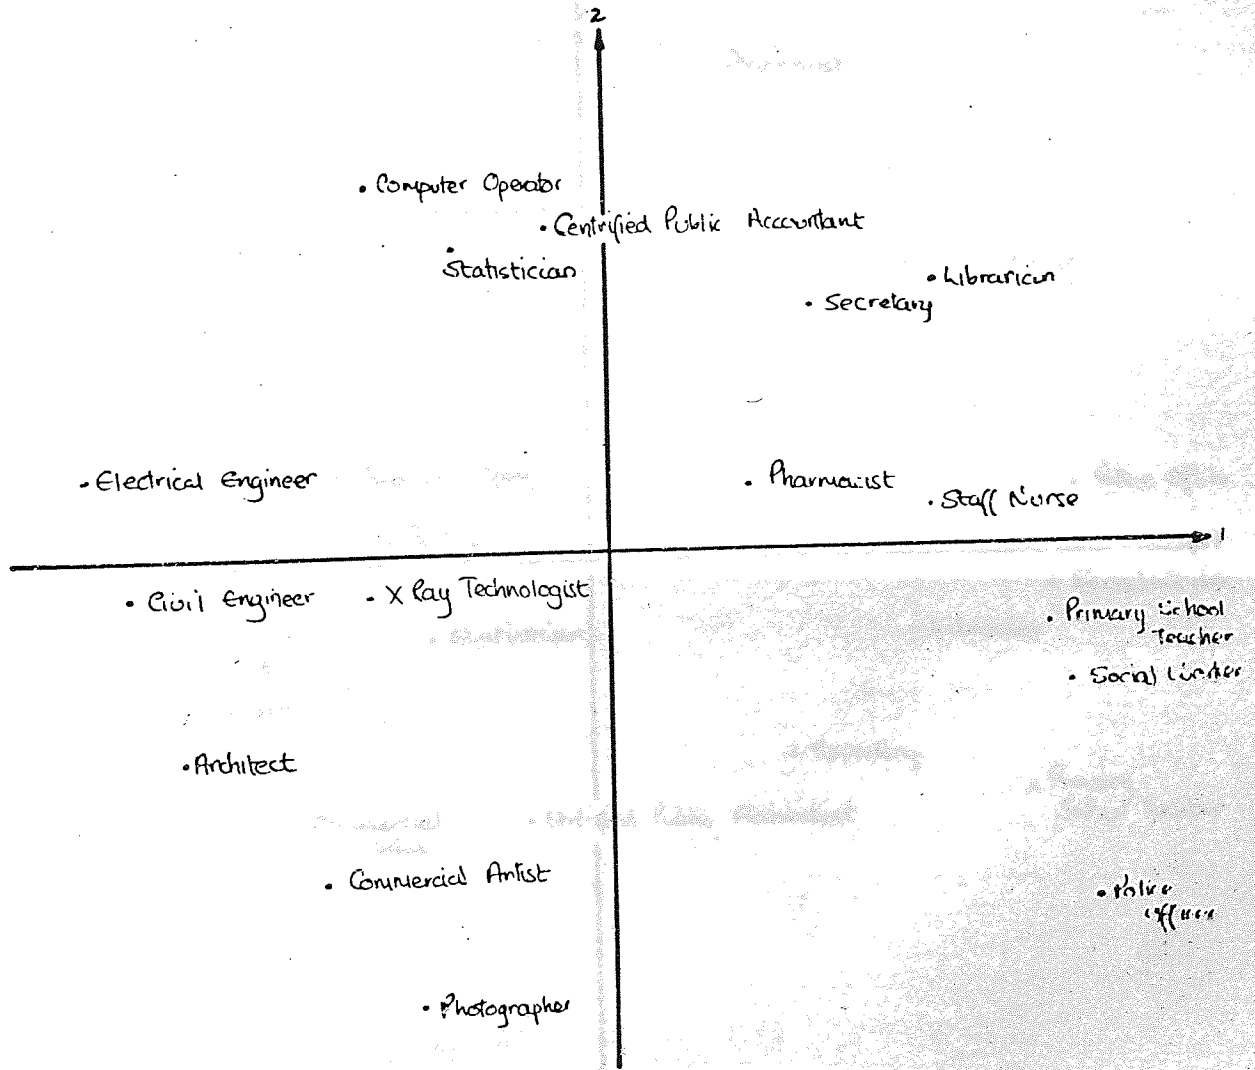 2
• Computer Operator
• Centrified Public Accountant
• Statistician
• Librarian
• Secretary
• Electrical Engineer
• Pharmacist
• Staff Nurse
1
• Civil Engineer
• X Ray Technologist
• Primary School
Teacher
• Social Worker
• Architect
• Commercial Artist
• Police
Officer
• Photographer